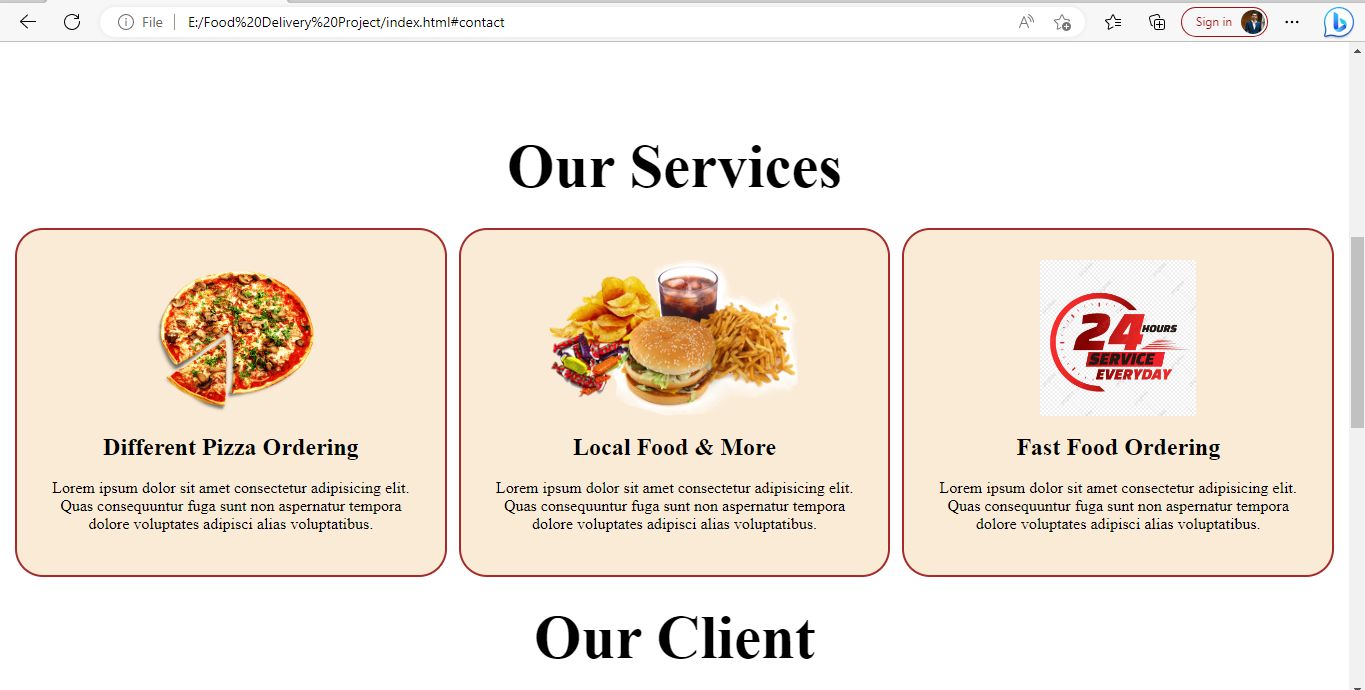 File
E:/Food%20Delivery%20Project/index.html#contact
Sign in
Our Services
24 HOURS
SERVICE
EVERYDAY
Different Pizza Ordering
Lorem ipsum dolor sit amet consectetur adipisicing elit.
Quas consequuntur fuga sunt non aspernatur tempora
dolore voluptates adipisci alias voluptatibus.
Local Food & More
Lorem ipsum dolor sit amet consectetur adipisicing elit.
Quas consequuntur fuga sunt non aspernatur tempora
dolore voluptates adipisci alias voluptatibus.
Fast Food Ordering
Lorem ipsum dolor sit amet consectetur adipisicing elit.
Quas consequuntur fuga sunt non aspernatur tempora
dolore voluptates adipisci alias voluptatibus.
Our Client